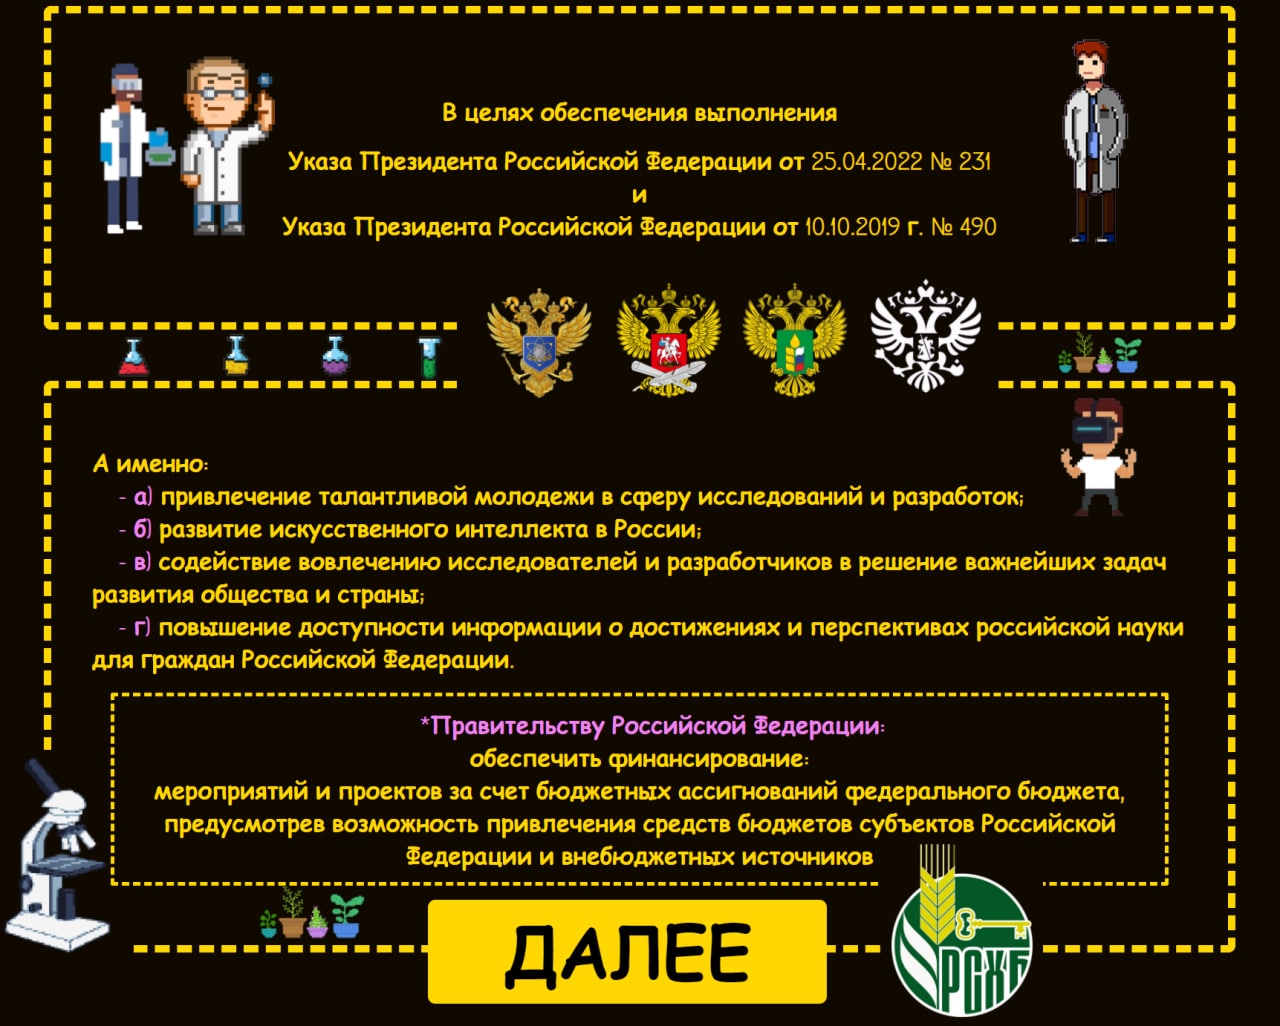 В целях обеспечения выполнения
Указа Президента Российской Федерации от 25.04.2022 № 231
и
Указа Президента Российской Федерации от 10.10.2019 г. № 490
А именно:
- а) привлечение талантливой молодежи в сферу исследований и разработок;
- б) развитие искусственного интеллекта в России;
- в) содействие вовлечению исследователей и разработчиков в решение важнейших задач
развития общества и страны;
- г) повышение доступности информации о достижениях и перспективах российской науки
для граждан Российской Федерации.
*Правительству Российской Федерации:
обеспечить финансирование:
мероприятий и проектов за счет бюджетных ассигнований федерального бюджета,
предусмотрев возможность привлечения средств бюджетов субъектов Российской
Федерации и внебюджетных источников
ДАЛЕЕ
РСХБ